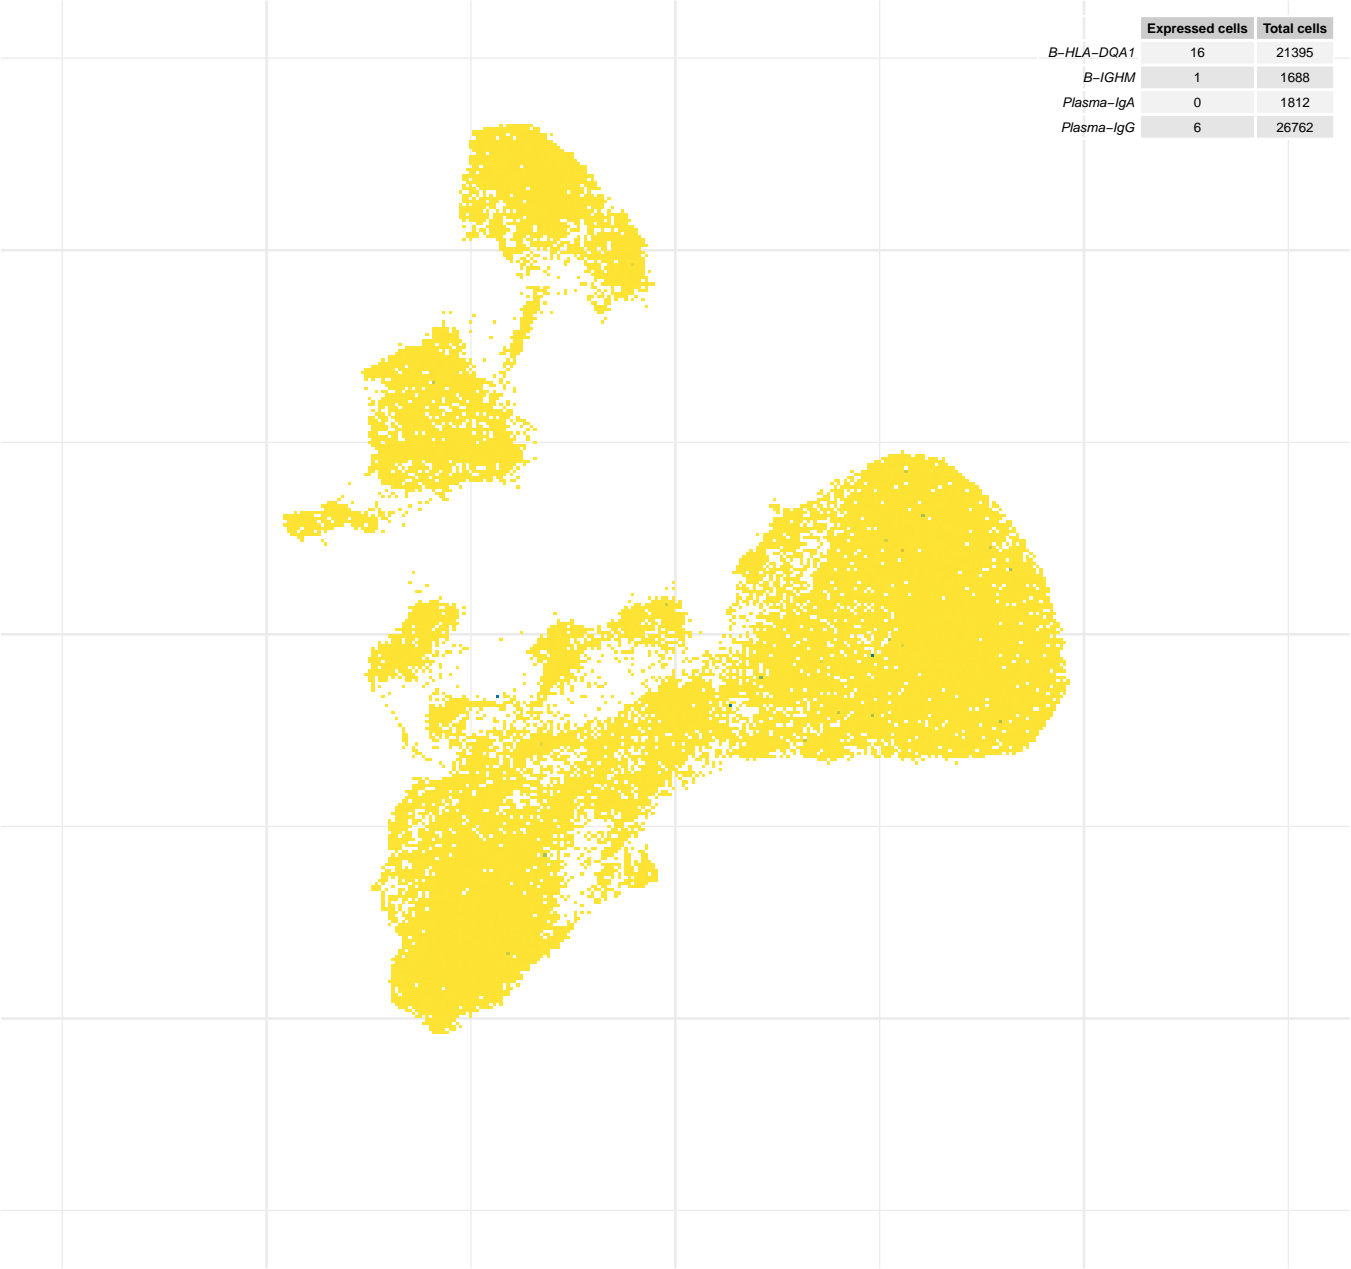 Expressed cells Total cells
B−HLA−DQA1 16 21395
B−IGHM 1 1688
Plasma−IgA 0 1812
Plasma−IgG 6 26762